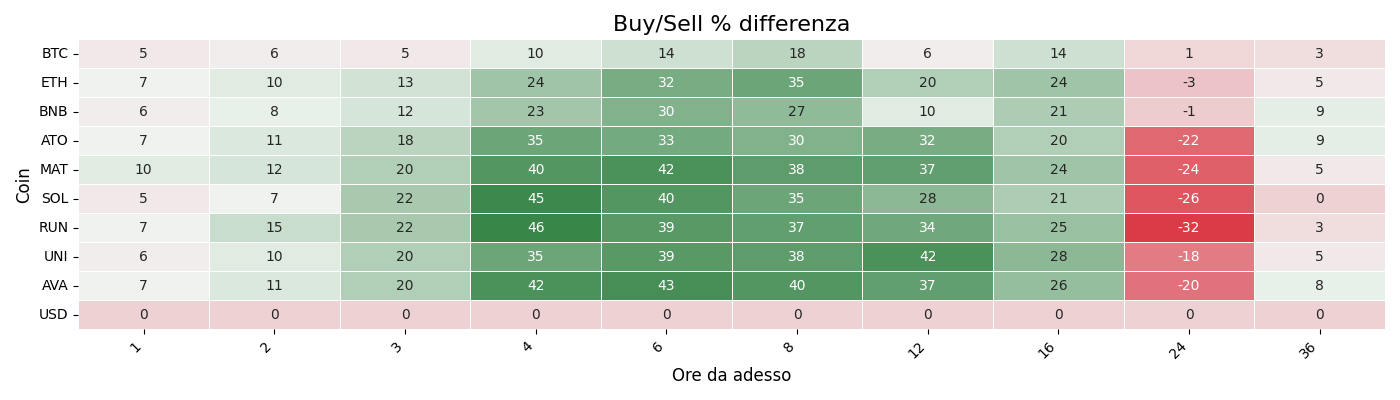 Buy/Sell % differenza
Coin
BTC 5 6 5 10 14 18 6 14 1 3
ETH 7 10 13 24 32 35 20 24 -3 5
BNB 6 8 12 23 30 27 10 21 -1 9
ATO 7 11 18 35 33 30 32 20 -22 9
MAT 10 12 20 40 42 38 37 24 -24 5
SOL 5 7 22 45 40 35 28 21 -26 0
RUN 7 15 22 46 39 37 34 25 -32 3
UNI 6 10 20 35 39 38 42 28 -18 5
AVA 7 11 20 42 43 40 37 26 -20 8
USD 0 0 0 0 0 0 0 0 0 0
1 2 3 4 6 8 12 16 24 36
Ore da adesso